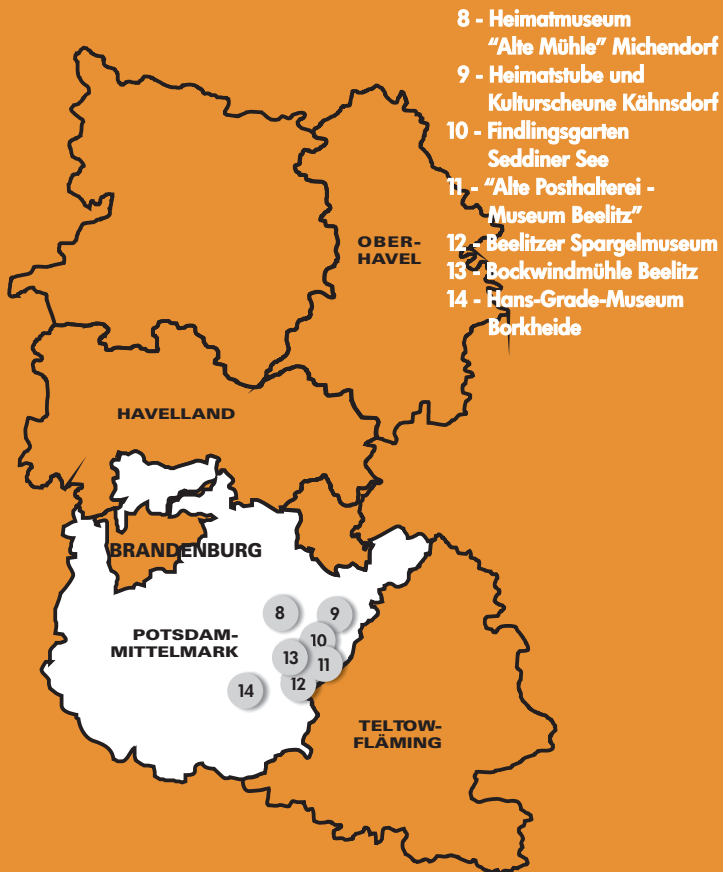 8 - Heimatmuseum
“Alte Mühle” Michendorf
9 - Heimatstube und
Kulturscheune Kähnsdorf
10 - Findlingsgarten
Seddiner See
11 - “Alte Posthalterei -
Museum Beelitz”
12 - Beelitzer Spargelmuseum
13 - Bockwindmühle Beelitz
14 - Hans-Grade-Museum
Borkheide
OBER-
HAVEL
HAVELLAND
BRANDENBURG
POTSDAM-
MITTELMARK
8
9
10
13
11
12
14
TELTOW-
FLÄMING